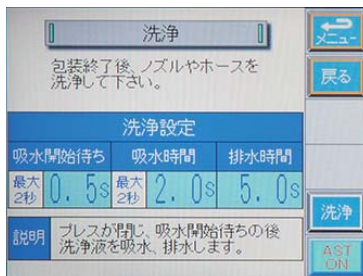 洗浄
メニュー
包装終了後、ノズルやホースを
洗浄して下さい。
戻る
洗浄設定
吸水開始待ち 吸水時間 排水時間
最大
2秒 0.5s 最大
2秒 2.0s 5.0s
洗浄
説明 プレスが閉じ、吸水開始待ちの後
洗浄液を吸水、排水します。
AST
ON